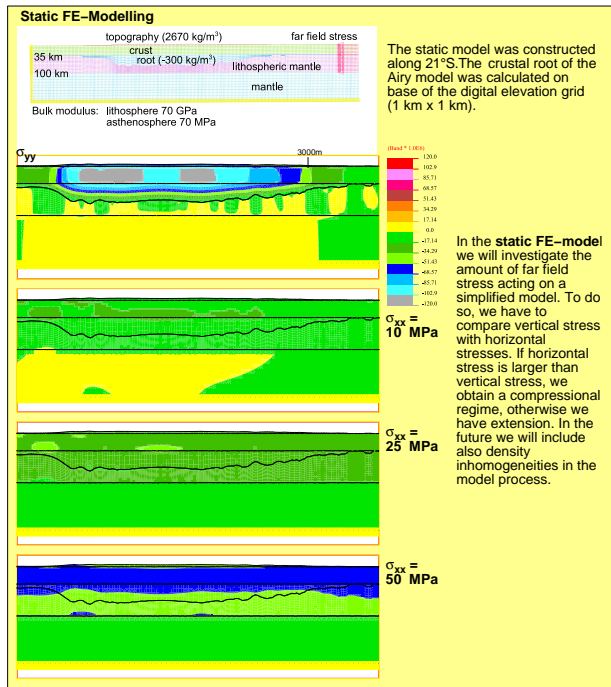 Static FE-Modelling
topography (2670 kg/m³)
far field
stress
crust
35 km
root (-300 kg/m³)
lithospheric mantle
100 km
mantle
Bulk modulus: lithosphere 70 GPa
asthenosphere 70 MPa
The static model was constructed
along 21°S.The crustal root of the
Airy model was calculated on
base of the digital elevation grid
(1 km x 1 km).
σyy
3000m
(Band * 1.0E6)
120.0
102.9
85.71
68.57
51.43
34.29
17.14
0.0
-17.14
-34.29
-51.43
-68.57
-85.71
-102.9
-120.0
In the static FE-model
we will investigate the
amount of far field
stress acting on a
simplified model. To do
so, we have to
compare vertical stress
with horizontal
stresses. If horizontal
stress is larger than
vertical stress, we
obtain a compressional
regime, otherwise we
have extension. In the
future we will include
also density
inhomogeneities in the
model process.
σxx =
10 MPa
σxx =
25 MPa
σxx =
50 MPa